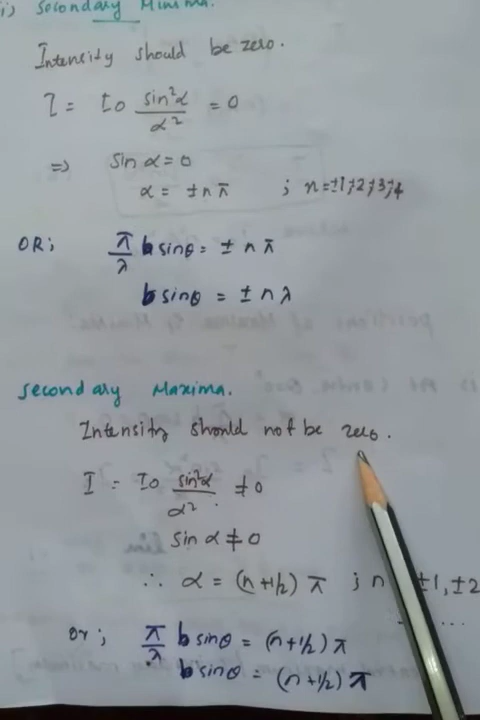 i) Secondary Minima.
Intensity should be zero.
I = I0 sin²α / α² = 0
=> sin α = 0
α = ± n π ; n = ±1, ±2, ±3, ±4
OR; π/λ b sinθ = ± n π
b sinθ = ± n λ
Secondary Maxima.
Intensity should not be zero.
I = I0 sin²α / α² ≠ 0
sin α ≠ 0
∴ α = (n+1/2) π ; n ±1, ±2
.....
or; π/λ b sinθ = (n+1/2) π
b sinθ = (n+1/2) π